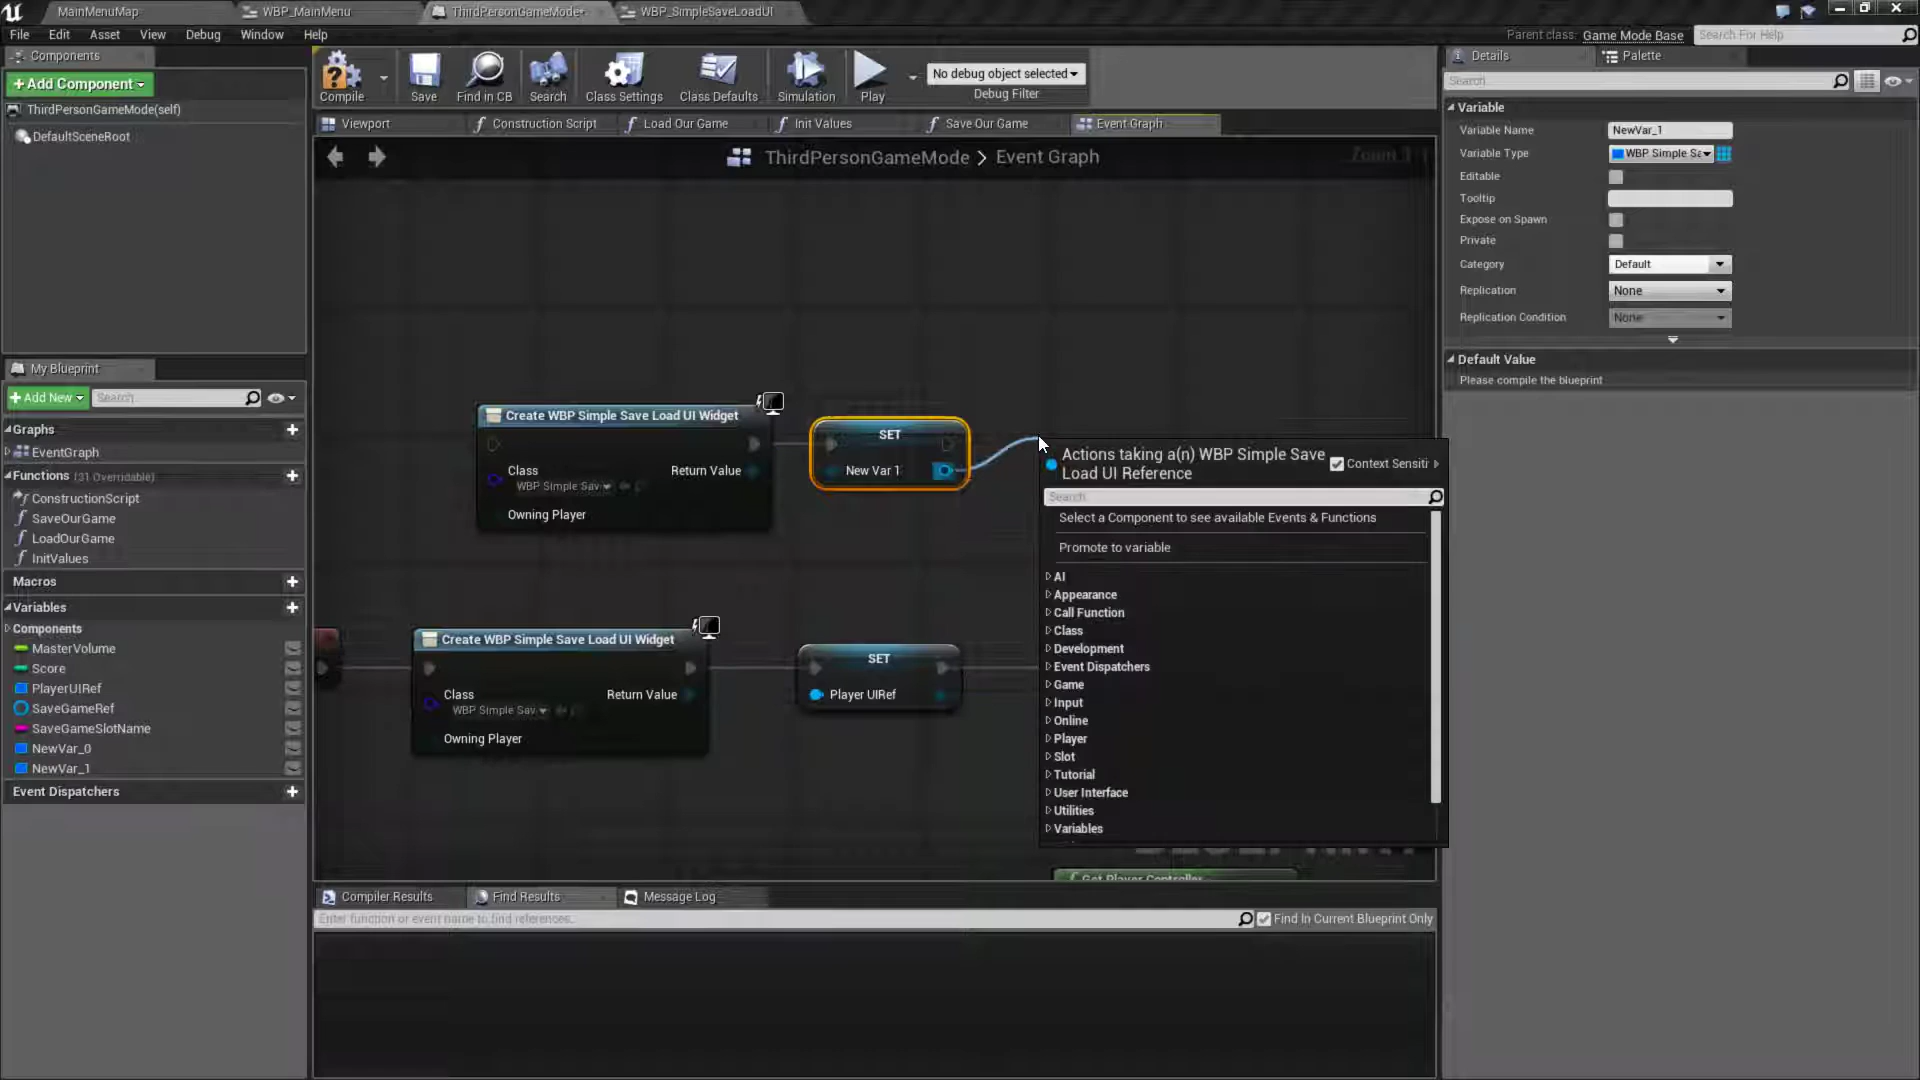 MainMenuMap
WBP_MainMenu
ThirdPersonGameMode*
WBP_SimpleSaveLoadUI
File Edit Asset View Debug Window Help
Parent class: Game Mode Base
Search For Help
Components
+ Add Component
ThirdPersonGameMode(self)
DefaultSceneRoot
Compile
Save
Find in CB
Search
Class Settings
Class Defaults
Simulation
Play
No debug object selected
Debug Filter
Viewport
Construction Script
Load Our Game
Init Values
Save Our Game
Event Graph
ThirdPersonGameMode > Event Graph
Create WBP Simple Save Load UI Widget
Class
WBP Simple Sav
Return Value
Owning Player
SET
New Var 1
Create WBP Simple Save Load UI Widget
Class
WBP Simple Sav
Return Value
Owning Player
SET
Player UIRef
Actions taking a(n) WBP Simple Save
Load UI Reference
Context Sensiti
Search
Select a Component to see available Events & Functions
Promote to variable
AI
Appearance
Call Function
Class
Development
Event Dispatchers
Game
Input
Online
Player
Slot
Tutorial
User Interface
Utilities
Variables
Get Player Controller
My Blueprint
+ Add New
Search
Graphs
EventGraph
Functions (31 Overridable)
ConstructionScript
SaveOurGame
LoadOurGame
InitValues
Macros
Variables
Components
MasterVolume
Score
PlayerUIRef
SaveGameRef
SaveGameSlotName
NewVar_0
NewVar_1
Event Dispatchers
Compiler Results
Find Results
Message Log
Enter function or event name to find references...
Find In Current Blueprint Only
Details
Palette
Search
Variable
Variable Name NewVar_1
Variable Type WBP Simple Sa
Editable
Tooltip
Expose on Spawn
Private
Category Default
Replication None
Replication Condition None
Default Value
Please compile the blueprint